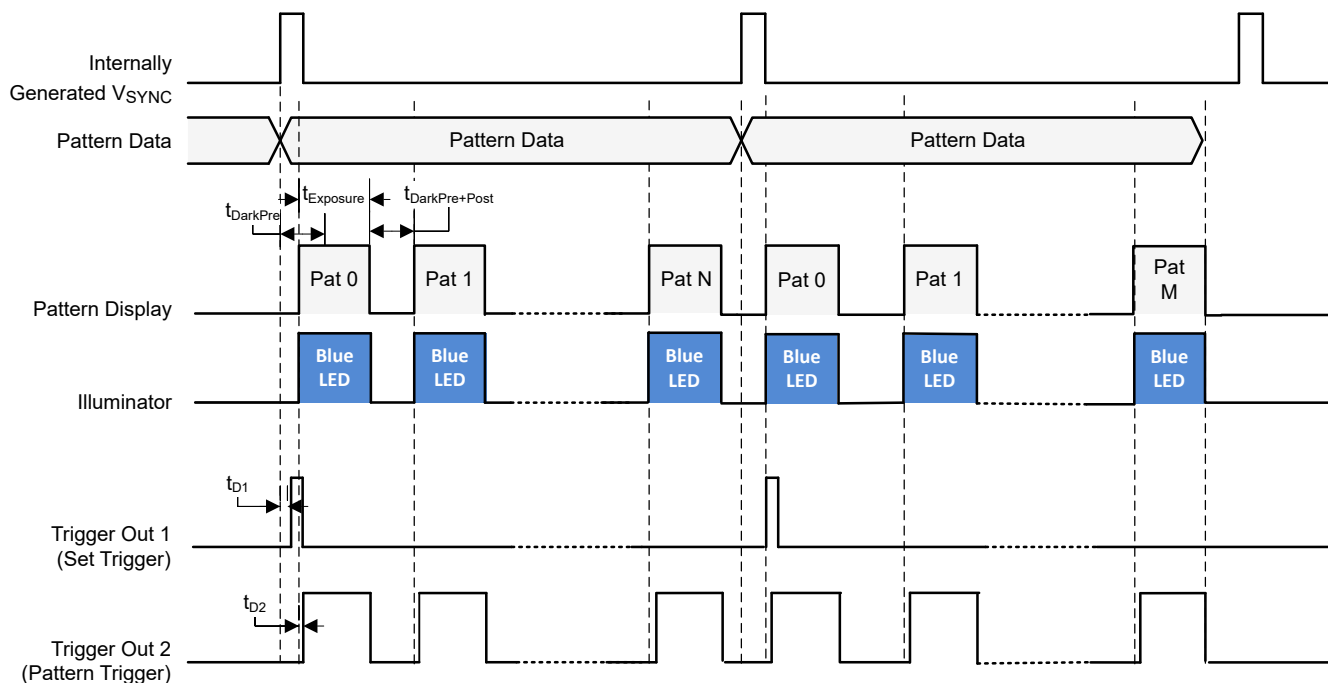 Internally
Generated VSYNC
Pattern Data
Pattern Data
Pattern Data
tExposure
tDarkPre+Post
tDarkPre
Pat 0
Pat 1
Pat N
Pat 0
Pat 1
Pat
M
Pattern Display
Blue
LED
Blue
LED
Blue
LED
Blue
LED
Blue
LED
Blue
LED
Illuminator
tD1
Trigger Out 1
(Set Trigger)
tD2
Trigger Out 2
(Pattern Trigger)